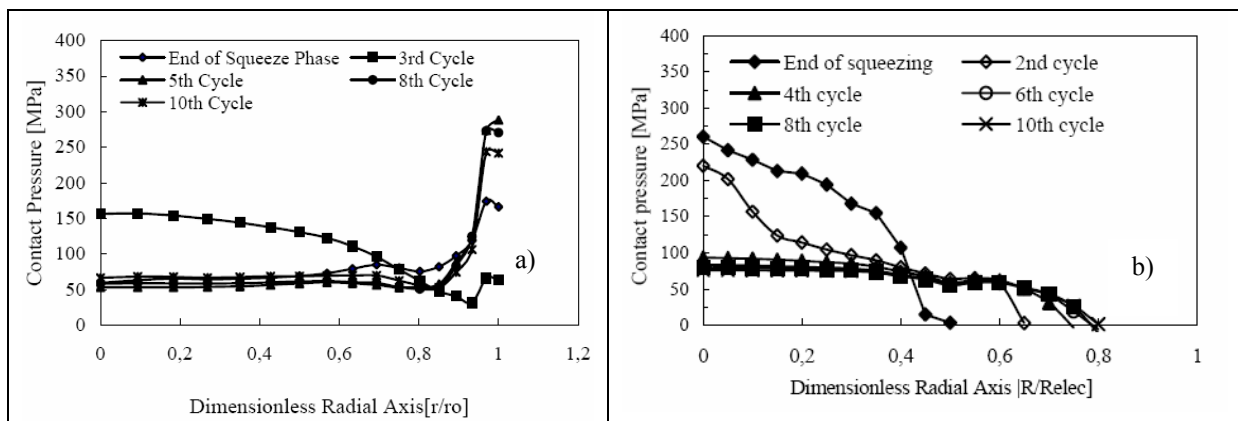 400
350
300
250
200
150
100
50
0
Contact Pressure [MPa]
End of Squeeze Phase
3rd Cycle
5th Cycle
8th Cycle
10th Cycle
a)
0
0,2
0,4
0,6
0,8
1
1,2
Dimensionless Radial Axis[r/ro]
400
350
300
250
200
150
100
50
0
Contact pressure [MPa]
End of squeezing
2nd cycle
4th cycle
6th cycle
8th cycle
10th cycle
b)
0
0,2
0,4
0,6
0,8
1
Dimensionless Radial Axis |R/Relec]